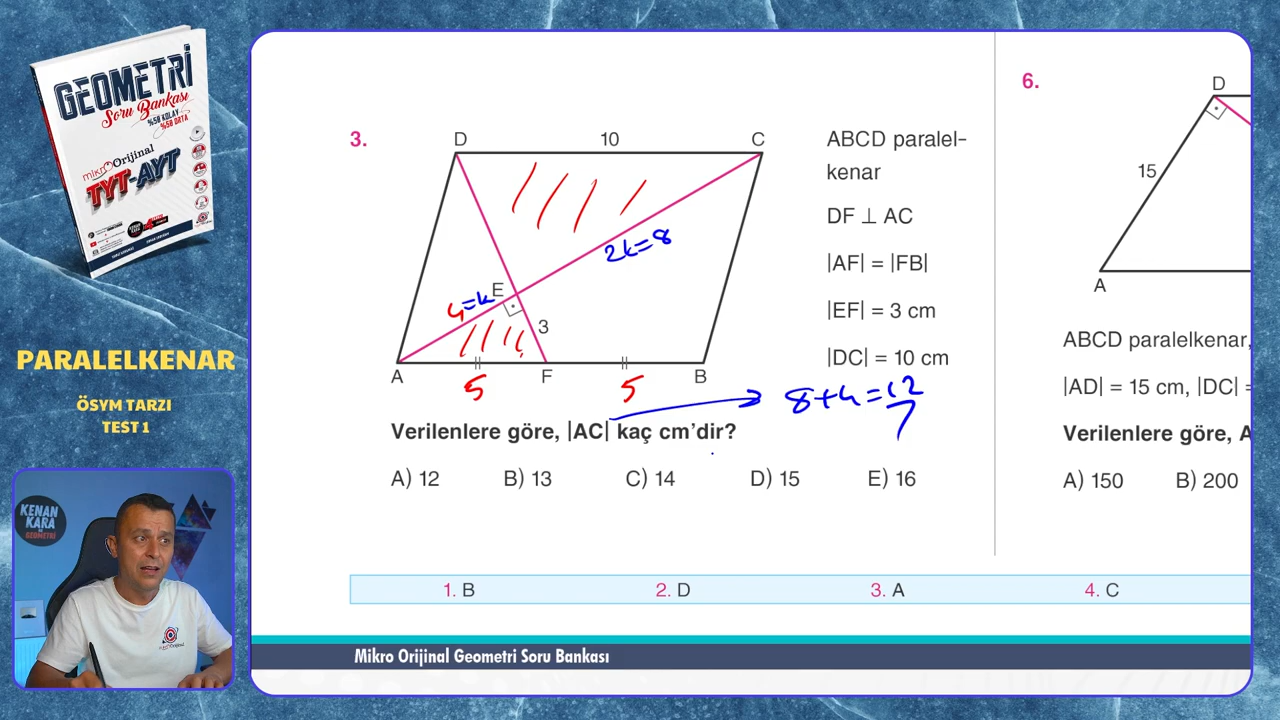 GEOMETRİ
Soru Bankası
%50 KOLAY
%50 ORTA
mikro Orijinal
TYT-AYT
PARALELKENAR
ÖSYM TARZI
TEST 1
KENAN
KARA
GEOMETRİ
3.
D
10
C
E
4=k
2k=8
3
A
F
B
5
5
ABCD paralel-
kenar
DF ⊥ AC
|AF| = |FB|
|EF| = 3 cm
|DC| = 10 cm
8+4=12
Verilenlere göre, |AC| kaç cm’dir?
A) 12 B) 13 C) 14 D) 15 E) 16
6.
D
15
A
ABCD paralelkenar,
|AD| = 15 cm, |DC| =
Verilenlere göre, A
A) 150 B) 200
1. B 2. D 3. A 4. C
Mikro Orijinal Geometri Soru Bankası